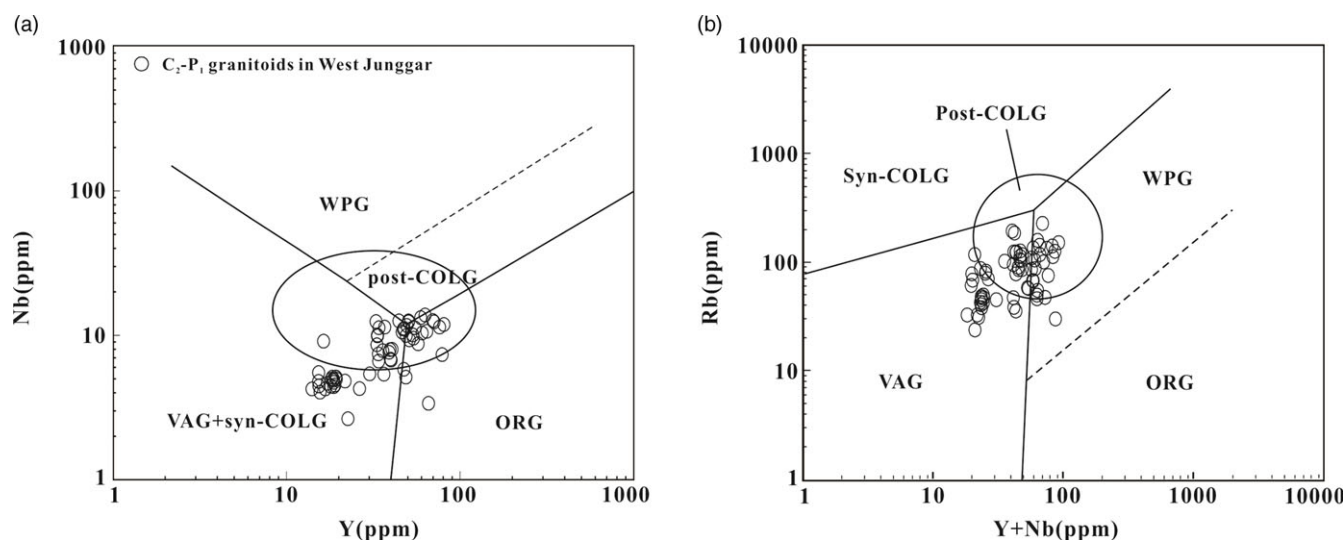 (a)
1000
○ C₂-P₁ granitoids in West Junggar
100
WPG
post-COLG
Nb(ppm)
10
VAG+syn-COLG
ORG
1
1
10
100
1000
Y(ppm)
(b)
10000
Post-COLG
1000
Syn-COLG
WPG
Rb(ppm)
100
10
VAG
ORG
1
1
10
100
1000
10000
Y+Nb(ppm)